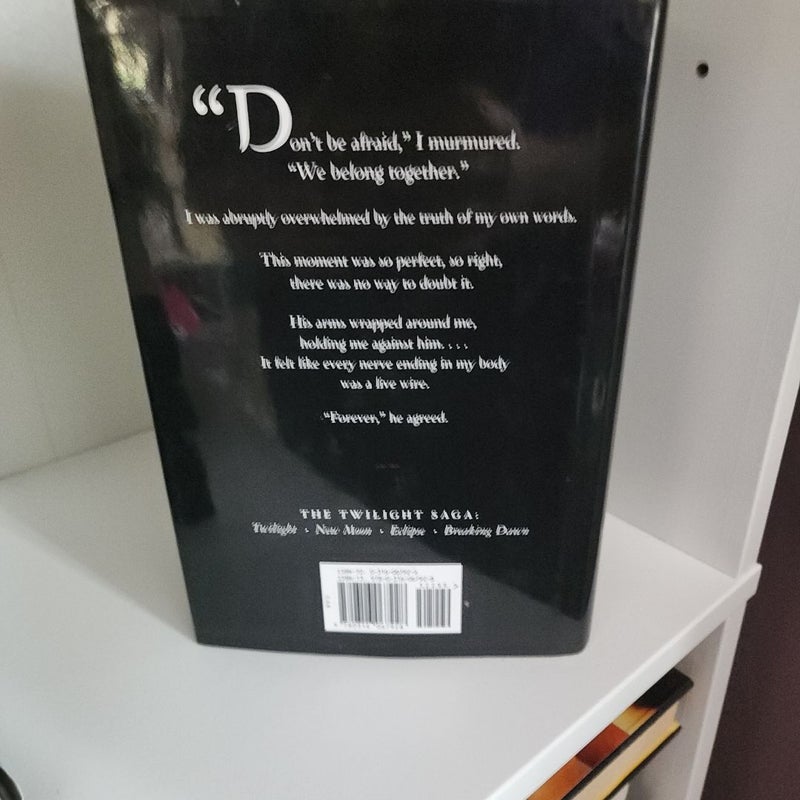 “Don't be afraid,” I murmured.
“We belong together.”
I was abruptly overwhelmed by the truth of my own words.
This moment was so perfect, so right,
there was no way to doubt it.
His arms wrapped around me,
holding me against him. . . .
It felt like every nerve ending in my body
was a live wire.
“Forever,” he agreed.
THE TWILIGHT SAGA:
Twilight • New Moon • Eclipse • Breaking Dawn